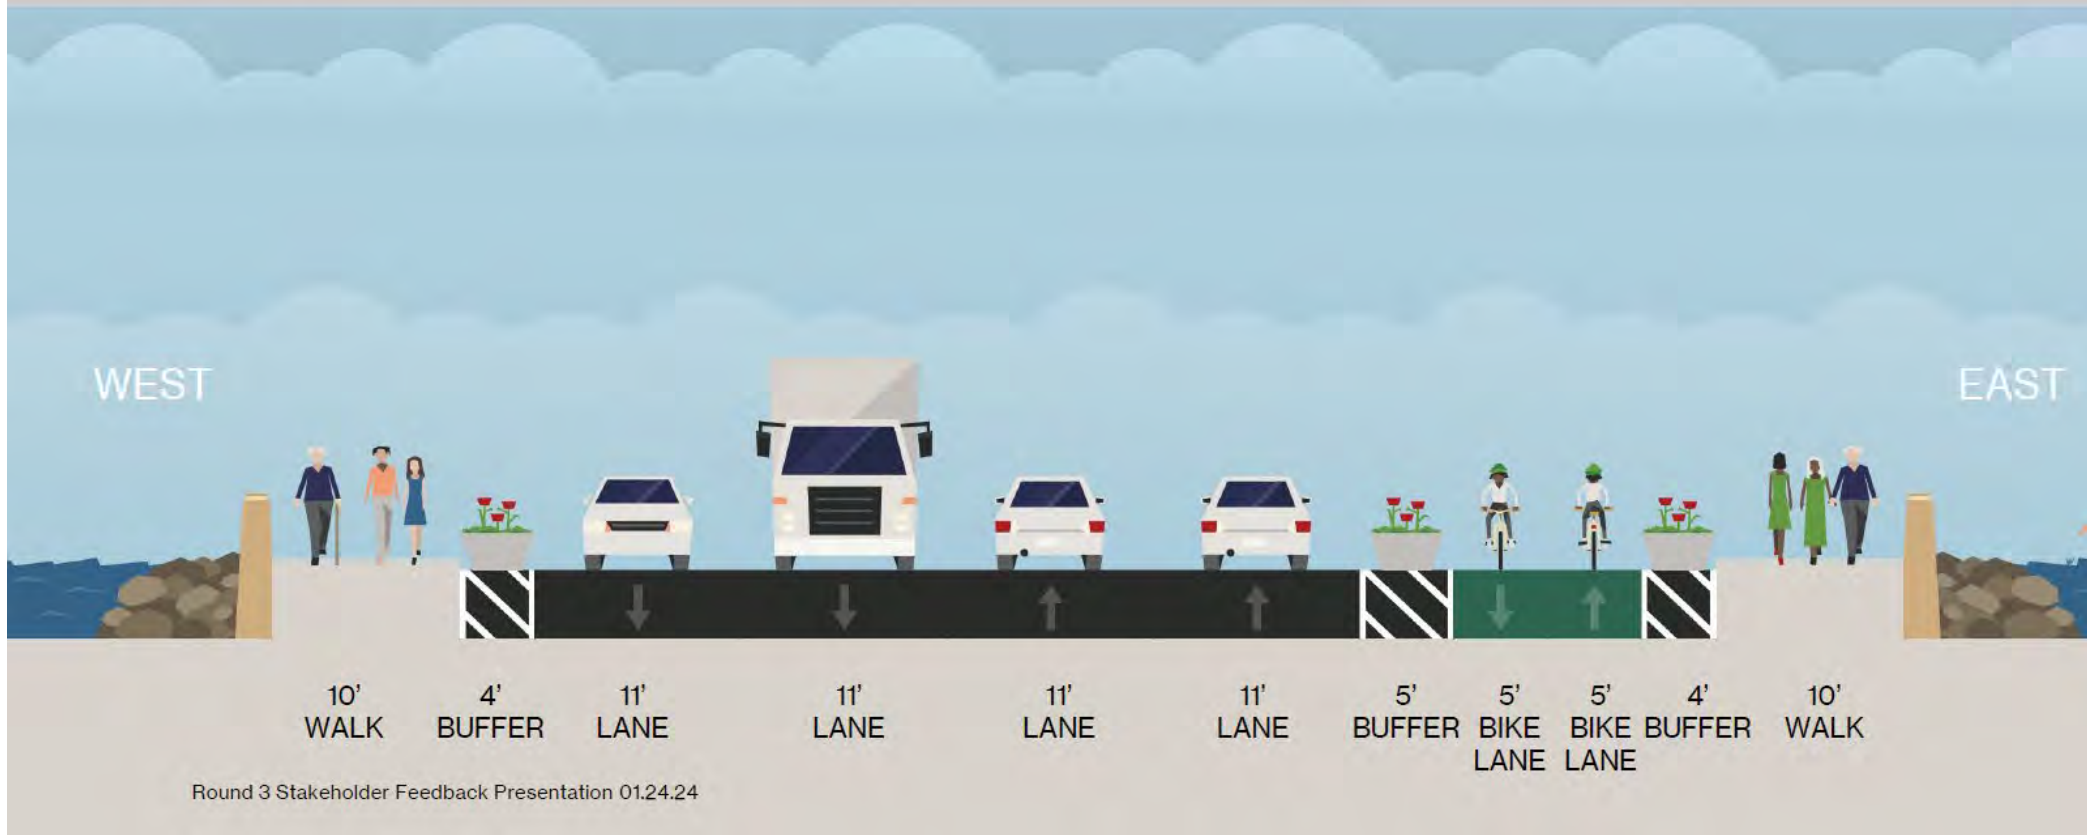 WEST
EAST
10’
WALK
4’
BUFFER
11’
LANE
11’
LANE
11’
LANE
11’
LANE
5’
BUFFER
5’
BIKE
LANE
5’
BIKE
LANE
4’
BUFFER
10’
WALK
Round 3 Stakeholder Feedback Presentation 01.24.24